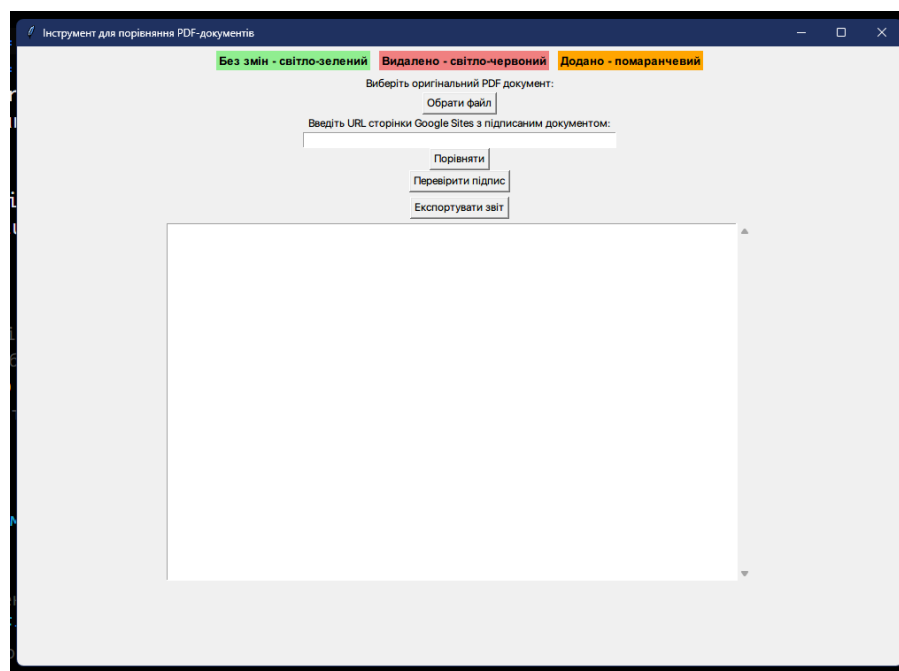 Інструмент для порівняння PDF-документів
Без змін - світло-зелений Видалено - світло-червоний Додано - помаранчевий
Виберіть оригінальний PDF документ:
Обрати файл
Введіть URL сторінки Google Sites з підписаним документом:
Порівняти
Перевірити підпис
Експортувати звіт